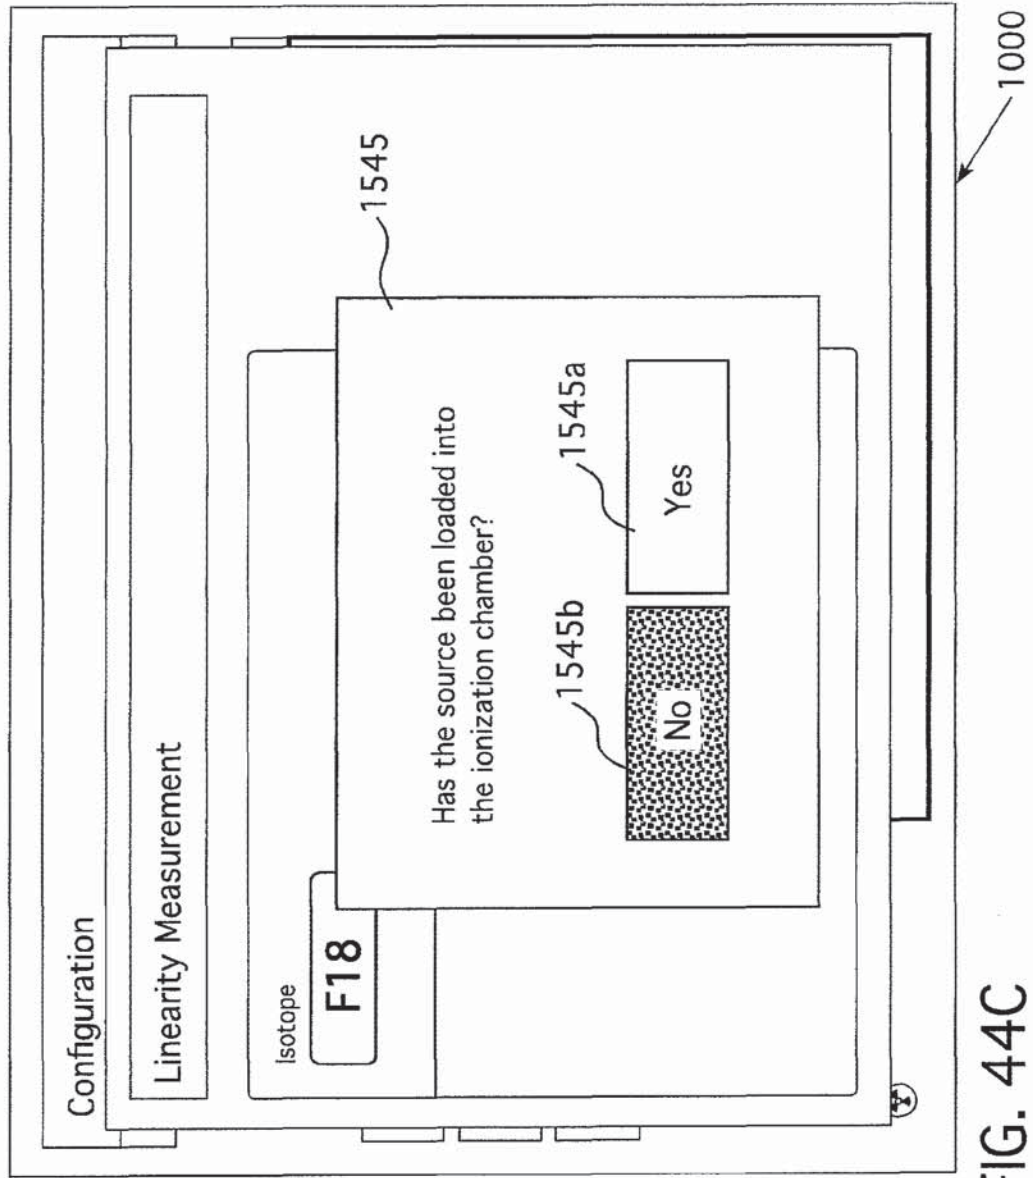 Configuration
Linearity Measurement
Isotope
F18
1545
Has the source been loaded into
the ionization chamber?
1545b
1545a
No
Yes
1000
FIG. 44C